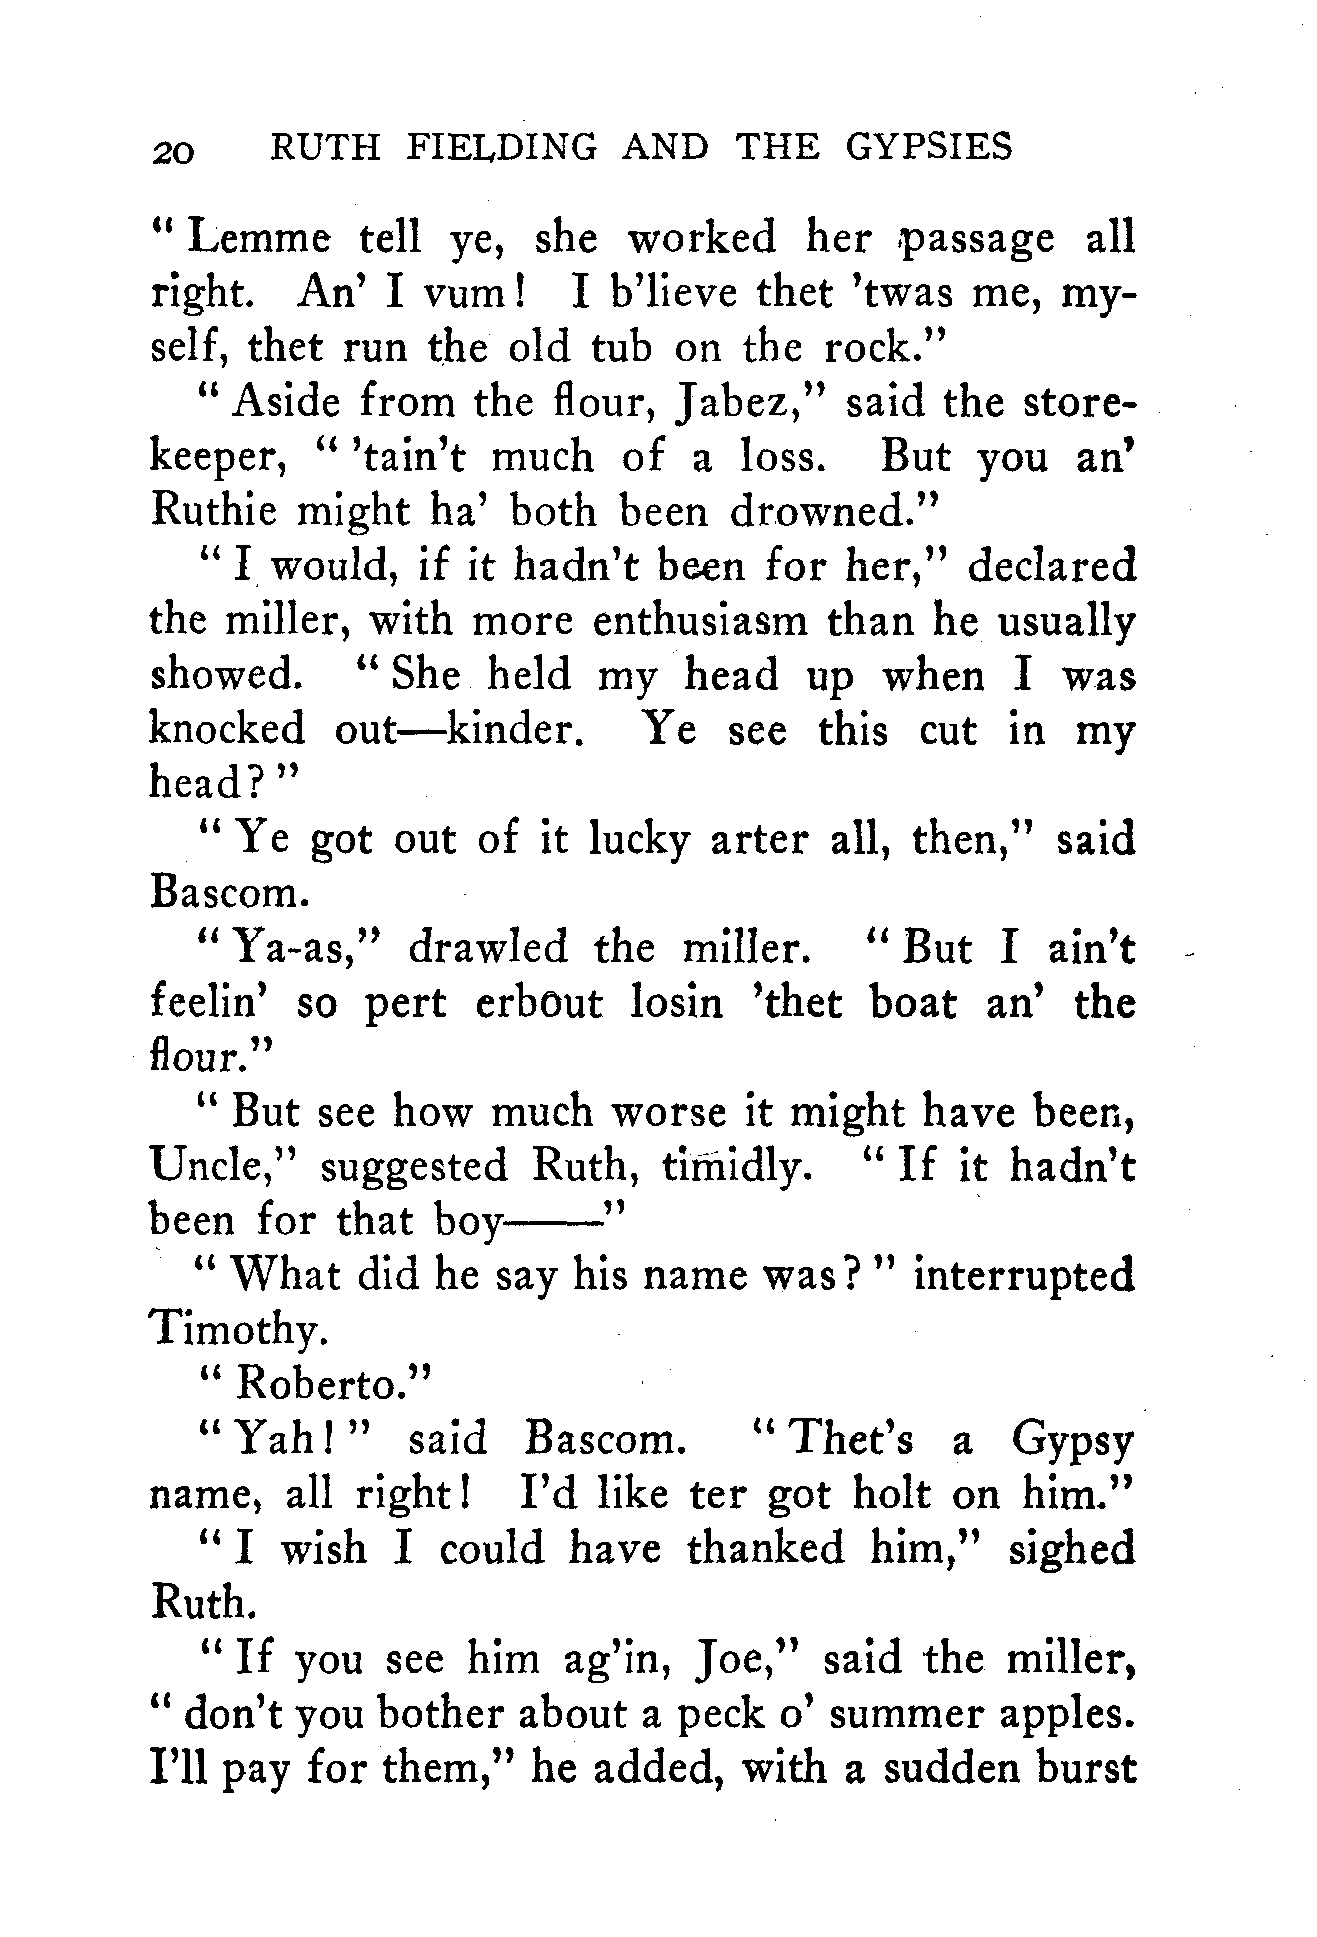 20 RUTH FIELDING AND THE GYPSIES
“ Lemme tell ye, she worked her passage all
right. An’ I vum! I b’lieve thet ’twas me, my-
self, thet run the old tub on the rock.”
“ Aside from the flour, Jabez,” said the store-
keeper, “ ’tain’t much of a loss. But you an’
Ruthie might ha’ both been drowned.”
“ I would, if it hadn’t been for her,” declared
the miller, with more enthusiasm than he usually
showed. “ She held my head up when I was
knocked out—kinder. Ye see this cut in my
head? ”
“ Ye got out of it lucky arter all, then,” said
Bascom.
“ Ya-as,” drawled the miller. “ But I ain’t
feelin’ so pert erbout losin ’thet boat an’ the
flour.”
“ But see how much worse it might have been,
Uncle,” suggested Ruth, timidly. “ If it hadn’t
been for that boy——”
“ What did he say his name was? ” interrupted
Timothy.
“ Roberto.”
“ Yah! ” said Bascom. “ Thet’s a Gypsy
name, all right! I’d like ter got holt on him.”
“ I wish I could have thanked him,” sighed
Ruth.
“ If you see him ag’in, Joe,” said the miller,
“ don’t you bother about a peck o’ summer apples.
I’ll pay for them,” he added, with a sudden burst